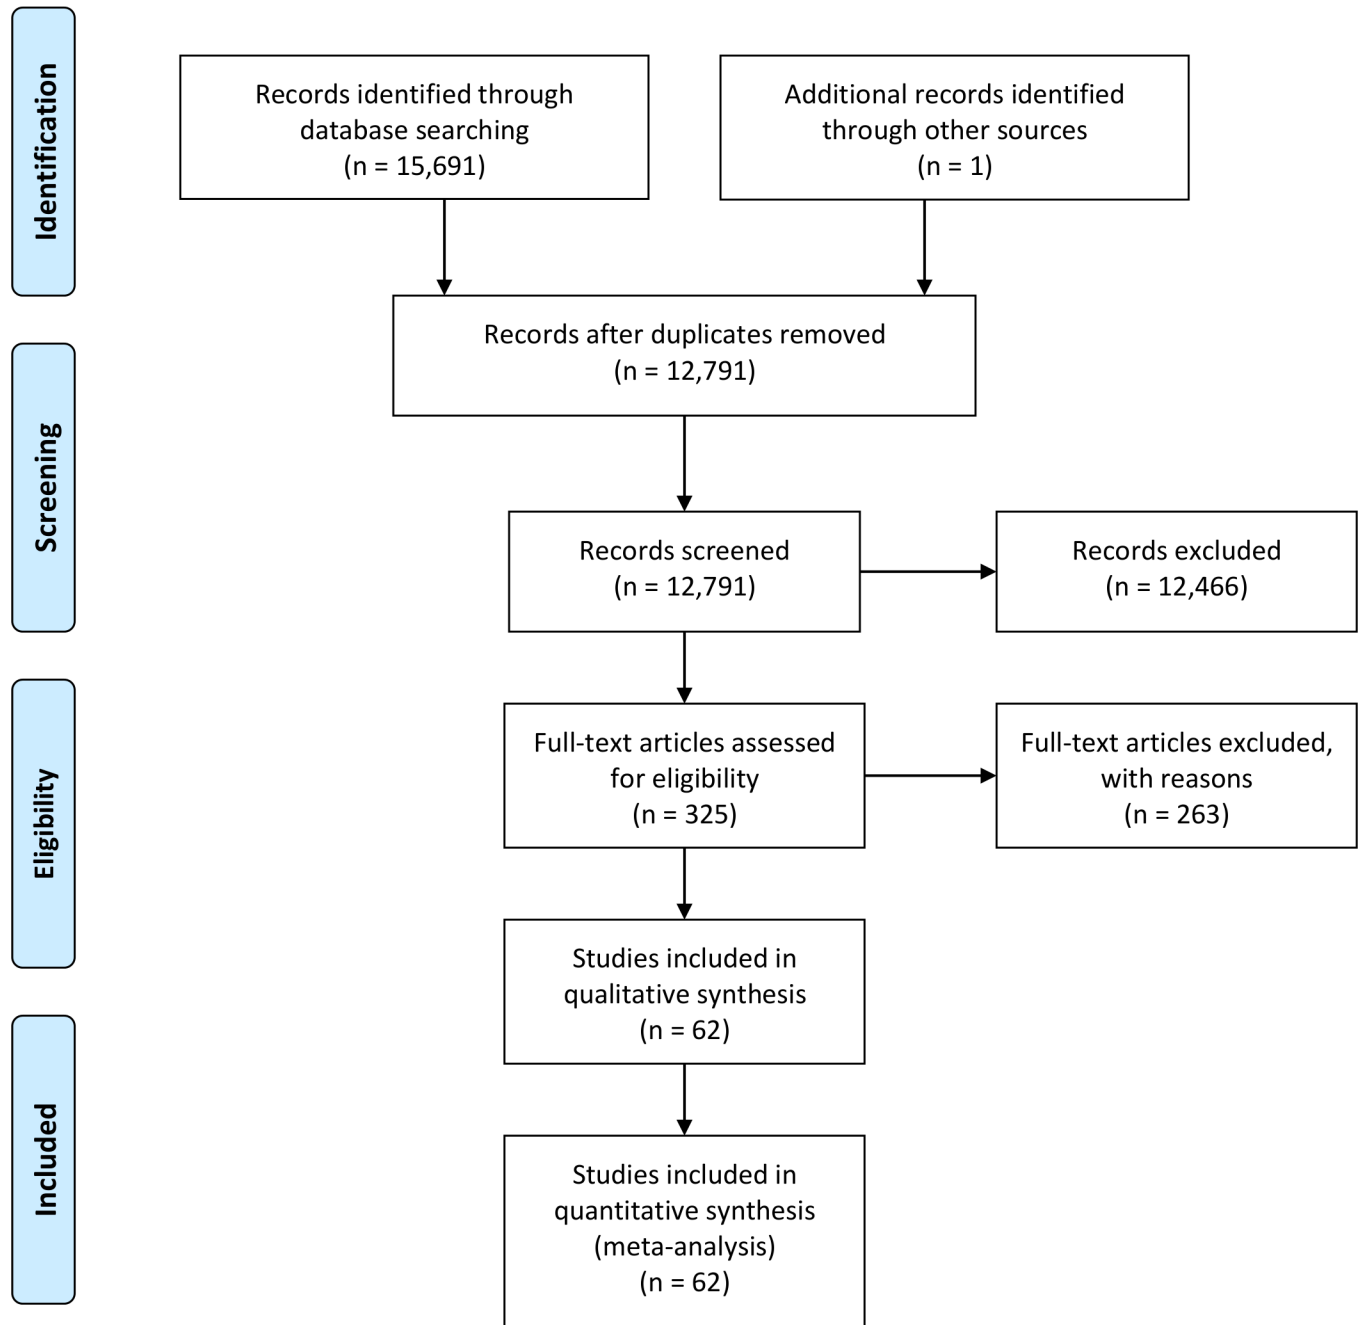 Identification
Records identified through
database searching
(n = 15,691)
Additional records identified
through other sources
(n = 1)
Records after duplicates removed
(n = 12,791)
Screening
Records screened
(n = 12,791)
Records excluded
(n = 12,466)
Eligibility
Full-text articles assessed
for eligibility
(n = 325)
Full-text articles excluded,
with reasons
(n = 263)
Studies included in
qualitative synthesis
(n = 62)
Included
Studies included in
quantitative synthesis
(meta-analysis)
(n = 62)